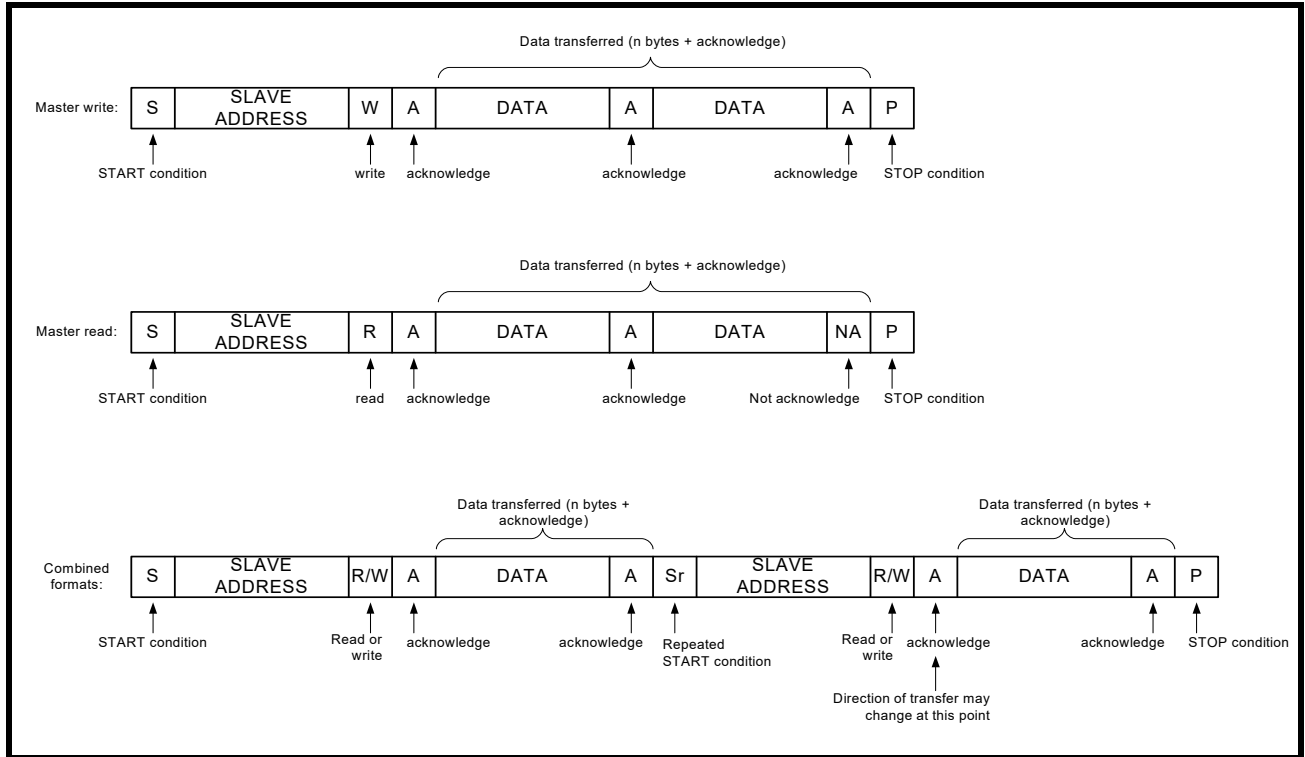 Data transferred (n bytes + acknowledge)
Master write:
S
SLAVE
ADDRESS
W
A
DATA
A
DATA
A
P
START condition
write
acknowledge
acknowledge
acknowledge
STOP condition
Data transferred (n bytes + acknowledge)
Master read:
S
SLAVE
ADDRESS
R
A
DATA
A
DATA
NA
P
START condition
read
acknowledge
acknowledge
Not acknowledge
STOP condition
Data transferred (n bytes +
acknowledge)
Data transferred (n bytes +
acknowledge)
Combined
formats:
S
SLAVE
ADDRESS
R/W
A
DATA
A
Sr
SLAVE
ADDRESS
R/W
A
DATA
A
P
START condition
Read or
write
acknowledge
acknowledge
Repeated
START condition
Read or
write
acknowledge
acknowledge
STOP condition
Direction of transfer may
change at this point